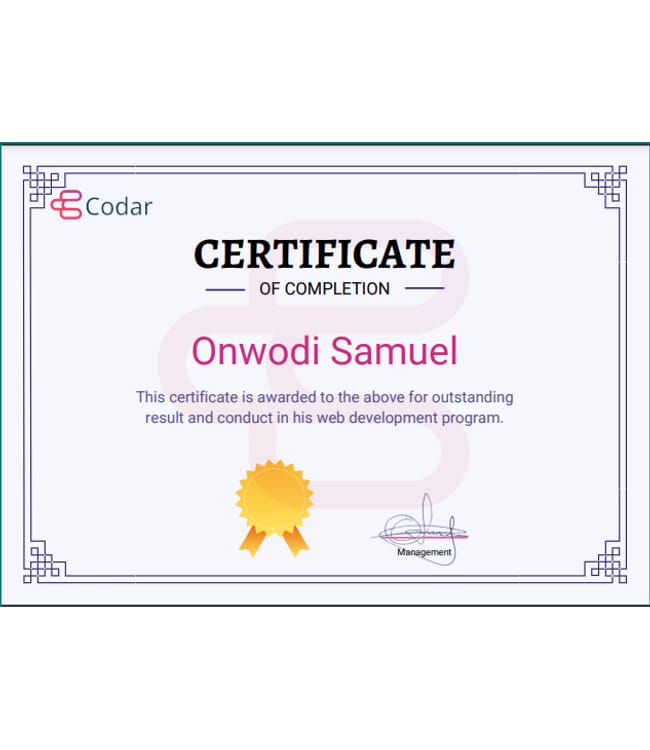 Codar
CERTIFICATE
OF COMPLETION
Onwodi Samuel
This certificate is awarded to the above for outstanding
result and conduct in his web development program.
Management